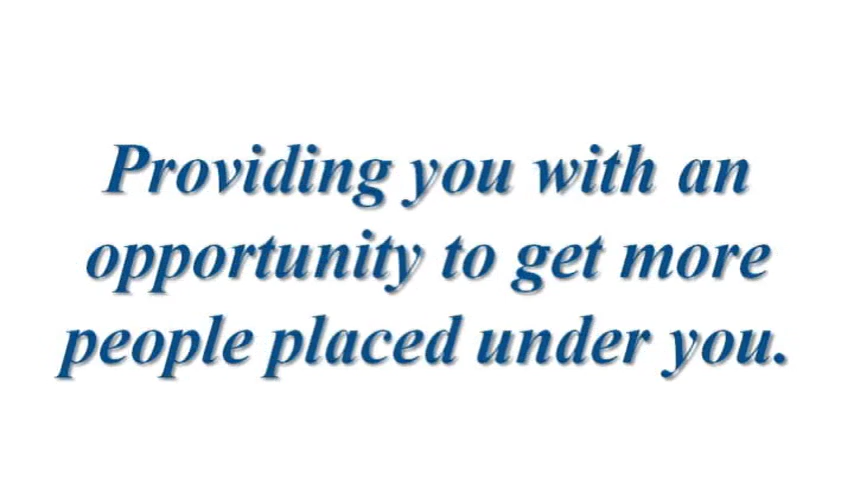 Providing you with an
opportunity to get more
people placed under you.